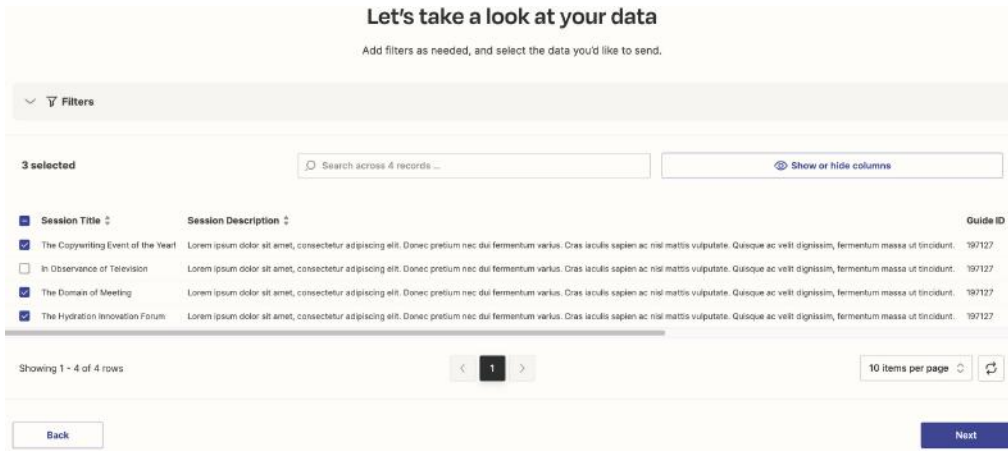 Let's take a look at your data
Add filters as needed, and select the data you'd like to send.
Filters
3 selected
Search across 4 records ...
Show or hide columns
Session Title
Session Description
Guide ID
The Copywriting Event of the Year!
Lorem ipsum dolor sit amet, consectetur adipiscing elit. Donec pretium nec dui fermentum varius. Cras iaculis sapien ac nisl mattis vulputate. Quisque ac velit dignissim, fermentum massa ut tincidunt.
197127
In Observance of Television
Lorem ipsum dolor sit amet, consectetur adipiscing elit. Donec pretium nec dui fermentum varius. Cras iaculis sapien ac nisl mattis vulputate. Quisque ac velit dignissim, fermentum massa ut tincidunt.
197127
The Domain of Meeting
Lorem ipsum dolor sit amet, consectetur adipiscing elit. Donec pretium nec dui fermentum varius. Cras iaculis sapien ac nisl mattis vulputate. Quisque ac velit dignissim, fermentum massa ut tincidunt.
197127
The Hydration Innovation Forum
Lorem ipsum dolor sit amet, consectetur adipiscing elit. Donec pretium nec dui fermentum varius. Cras iaculis sapien ac nisl mattis vulputate. Quisque ac velit dignissim, fermentum massa ut tincidunt.
197127
Showing 1 - 4 of 4 rows
1
10 items per page
Back
Next